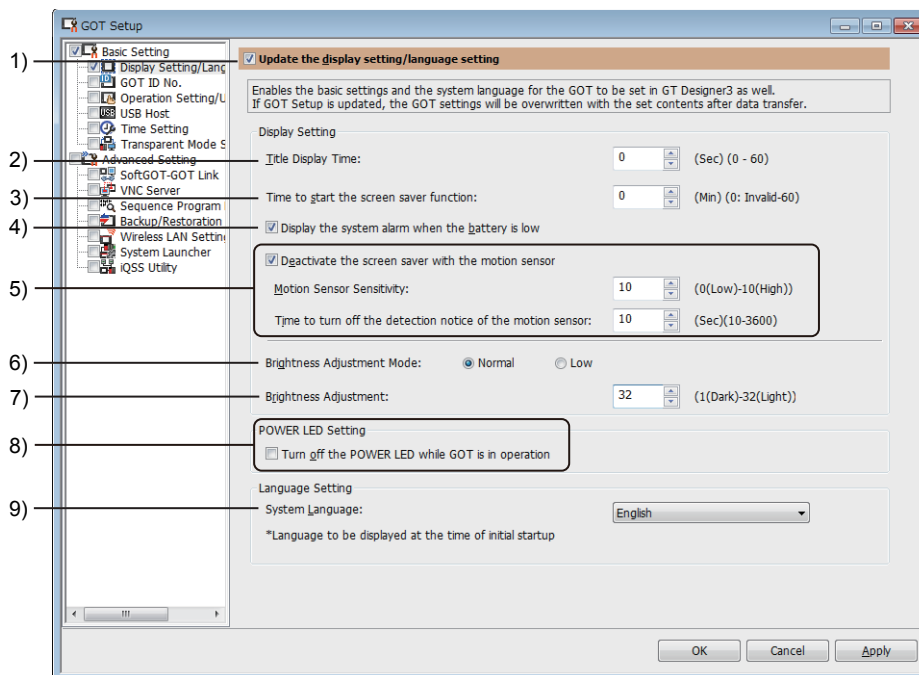 GOT Setup
1)
2)
3)
4)
5)
6)
7)
8)
9)
Basic Setting
Display Setting/Lang
GOT ID No.
Operation Setting/U
USB Host
Time Setting
Transparent Mode S
Advanced Setting
SoftGOT-GOT Link
VNC Server
Sequence Program
Backup/Restoration
Wireless LAN Setting
System Launcher
iQSS Utility
Update the display setting/language setting
Enables the basic settings and the system language for the GOT to be set in GT Designer3 as well.
If GOT Setup is updated, the GOT settings will be overwritten with the set contents after data transfer.
Display Setting
Title Display Time: 0 (Sec) (0 - 60)
Time to start the screen saver function: 0 (Min) (0: Invalid-60)
Display the system alarm when the battery is low
Deactivate the screen saver with the motion sensor
Motion Sensor Sensitivity: 10 (0(Low)-10(High))
Time to turn off the detection notice of the motion sensor: 10 (Sec)(10-3600)
Brightness Adjustment Mode: Normal Low
Brightness Adjustment: 32 (1(Dark)-32(Light))
POWER LED Setting
Turn off the POWER LED while GOT is in operation
Language Setting
System Language: English
*Language to be displayed at the time of initial startup
OK Cancel Apply